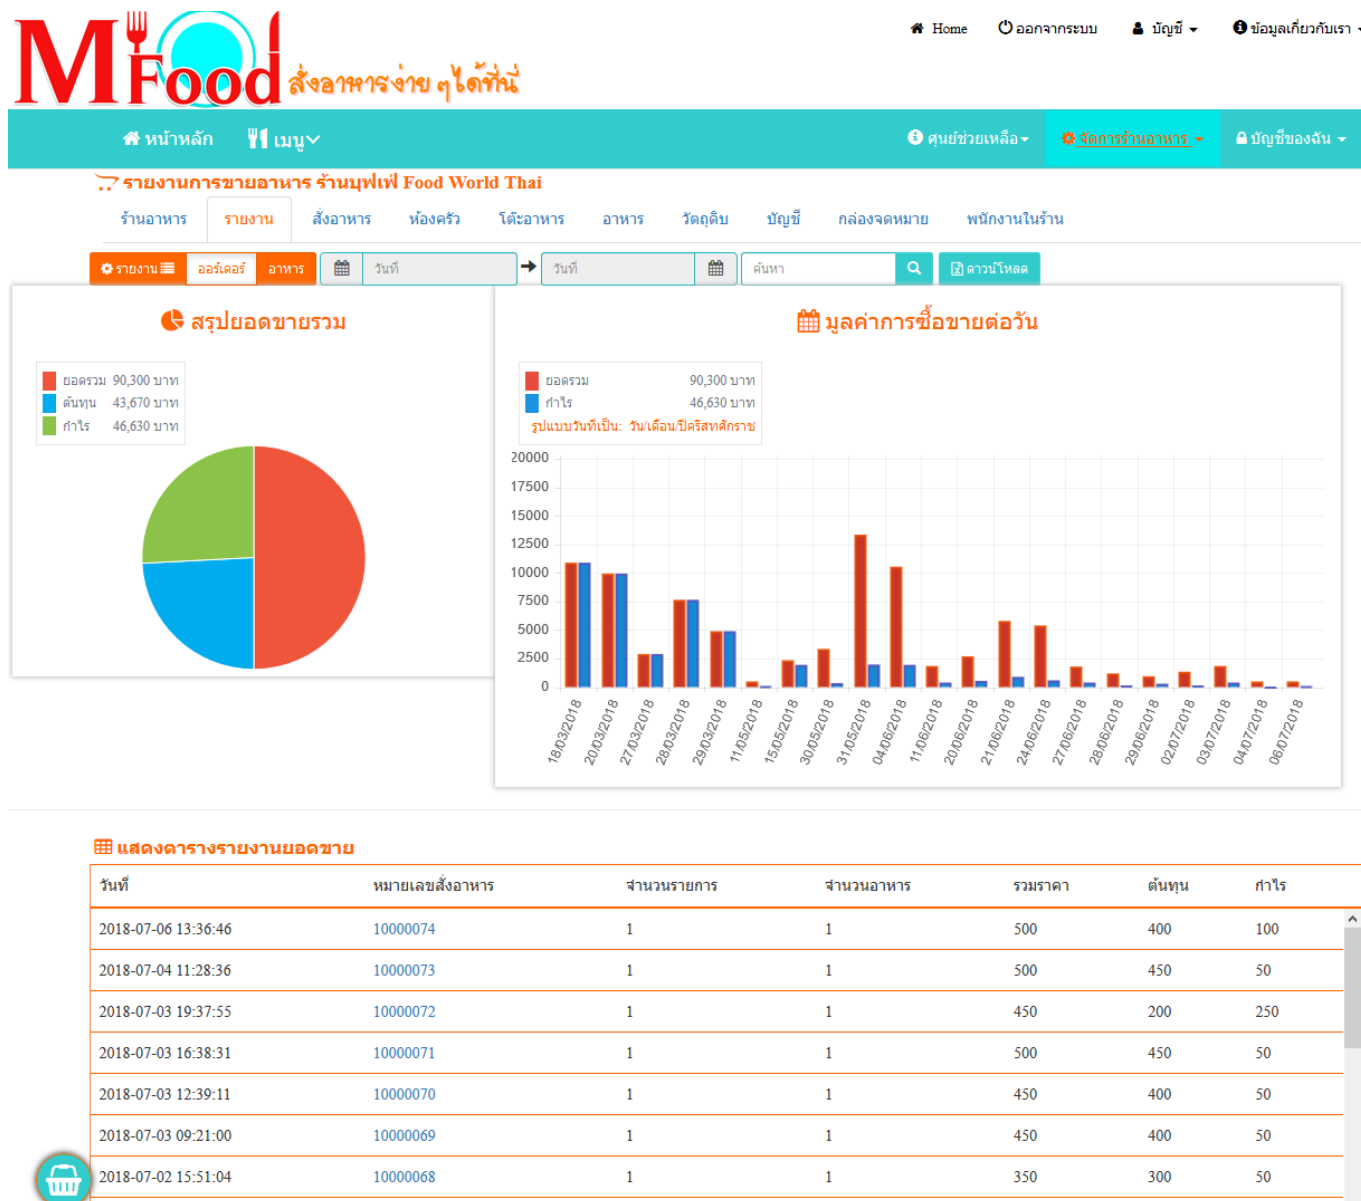 MFood
สั่งอาหารง่าย ๆได้ที่นี่
Home ออกจากระบบ บัญชี ข้อมูลเกี่ยวกับเรา
หน้าหลัก เมนู ศูนย์ช่วยเหลือ จัดการร้านอาหาร บัญชีของฉัน
รายงานการขายอาหาร ร้านบุฟเฟ่ Food World Thai
ร้านอาหาร รายงาน สั่งอาหาร ห้องครัว โต๊ะอาหาร อาหาร วัตถุดิบ บัญชี กล่องจดหมาย พนักงานในร้าน
รายงาน ออร์เดอร์ อาหาร วันที่ วันที่ ค้นหา ดาวน์โหลด
สรุปยอดขายรวม
ยอดรวม 90,300 บาท
ต้นทุน 43,670 บาท
กำไร 46,630 บาท
มูลค่าการซื้อขายต่อวัน
ยอดรวม 90,300 บาท
กำไร 46,630 บาท
รูปแบบวันที่เป็น: วัน/เดือน/ปีคริสทศักราช
20000
17500
15000
12500
10000
7500
5000
2500
0
18/03/2018 20/03/2018 27/03/2018 28/03/2018 29/03/2018 11/05/2018 15/05/2018 30/05/2018 31/05/2018 04/06/2018 11/06/2018 20/06/2018 21/06/2018 24/06/2018 27/06/2018 28/06/2018 29/06/2018 02/07/2018 03/07/2018 04/07/2018 06/07/2018
แสดงตารางรายงานยอดขาย
วันที่ หมายเลขสั่งอาหาร จำนวนรายการ จำนวนอาหาร รวมราคา ต้นทุน กำไร
2018-07-06 13:36:46 10000074 1 1 500 400 100
2018-07-04 11:28:36 10000073 1 1 500 450 50
2018-07-03 19:37:55 10000072 1 1 450 200 250
2018-07-03 16:38:31 10000071 1 1 500 450 50
2018-07-03 12:39:11 10000070 1 1 450 400 50
2018-07-03 09:21:00 10000069 1 1 450 400 50
2018-07-02 15:51:04 10000068 1 1 350 300 50